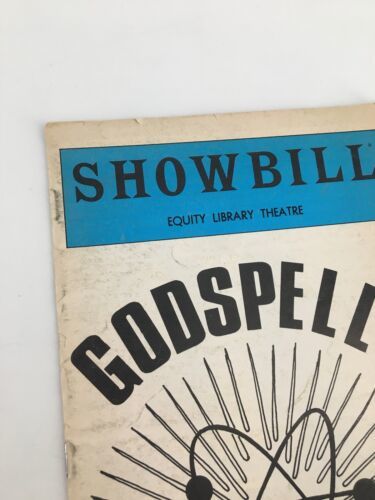 SHOWBILL
EQUITY LIBRARY THEATRE
GODSPELL